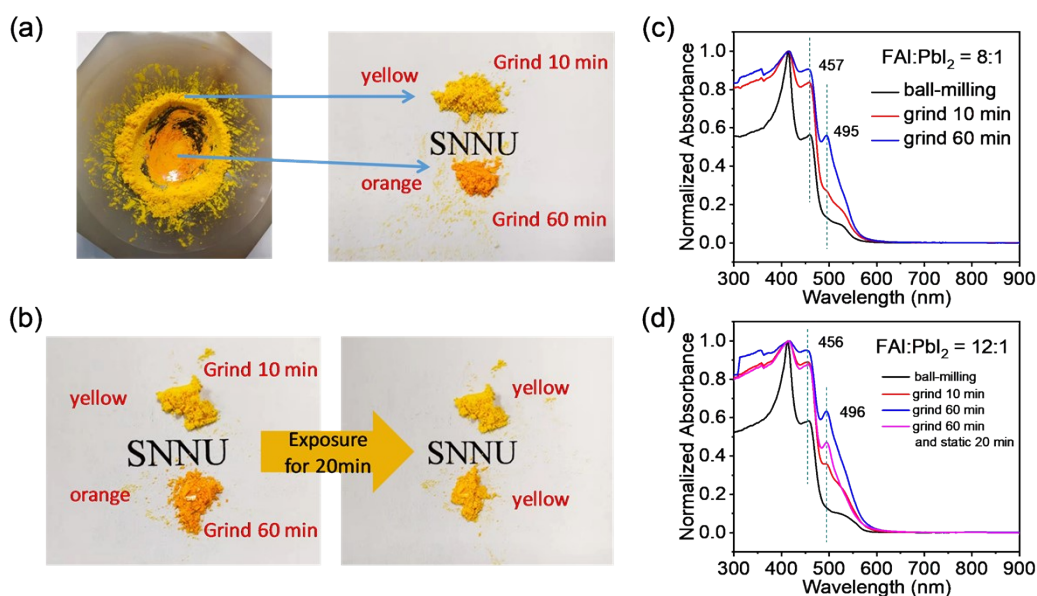 (a)
yellow
Grind 10 min
SNNU
orange
Grind 60 min
(b)
Grind 10 min
yellow
SNNU
orange
Grind 60 min
Exposure
for 20min
yellow
SNNU
yellow
(c)
Normalized Absorbance
1.0
0.8
0.6
0.4
0.2
0.0
457
495
FAI:PbI₂ = 8:1
ball-milling
grind 10 min
grind 60 min
300 400 500 600 700 800 900
Wavelength (nm)
(d)
Normalized Absorbance
1.0
0.8
0.6
0.4
0.2
0.0
456
496
FAI:PbI₂ = 12:1
ball-milling
grind 10 min
grind 60 min
grind 60 min
and static 20 min
300 400 500 600 700 800 900
Wavelength (nm)